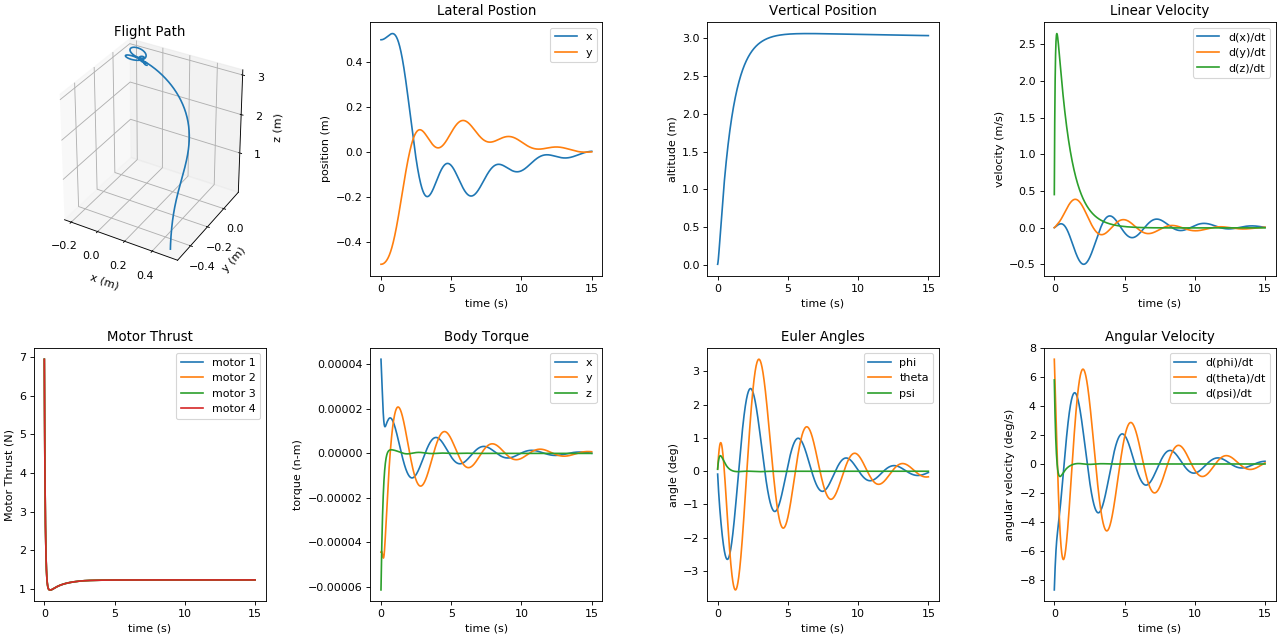 Flight Path
3
2
1
z (m)
−0.2
0.0
0.2
0.4
x (m)
−0.4
−0.2
0.0
y (m)
Lateral Postion
0.4
0.2
0.0
−0.2
−0.4
position (m)
x
y
0
5
10
15
time (s)
Vertical Position
3.0
2.5
2.0
1.5
1.0
0.5
0.0
altitude (m)
0
5
10
15
time (s)
Linear Velocity
2.5
2.0
1.5
1.0
0.5
0.0
−0.5
velocity (m/s)
d(x)/dt
d(y)/dt
d(z)/dt
0
5
10
15
time (s)
Motor Thrust
7
6
5
4
3
2
1
Motor Thrust (N)
motor 1
motor 2
motor 3
motor 4
0
5
10
15
time (s)
Body Torque
0.00004
0.00002
0.00000
−0.00002
−0.00004
−0.00006
torque (n-m)
x
y
z
0
5
10
15
time (s)
Euler Angles
3
2
1
0
−1
−2
−3
angle (deg)
phi
theta
psi
0
5
10
15
time (s)
Angular Velocity
8
6
4
2
0
−2
−4
−6
−8
angular velocity (deg/s)
d(phi)/dt
d(theta)/dt
d(psi)/dt
0
5
10
15
time (s)